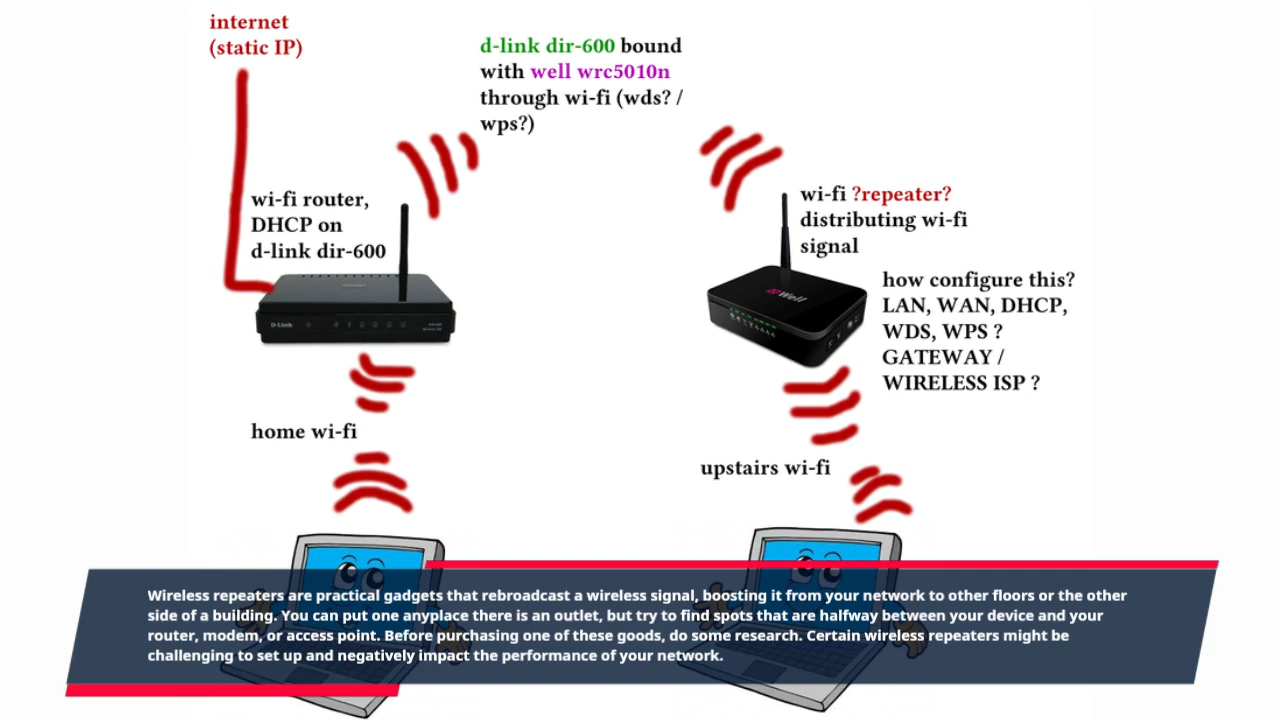 internet
(static IP)
d-link dir-600 bound
with well wrc5010n
through wi-fi (wds? /
wps?)
wi-fi router,
DHCP on
d-link dir-600
D-Link
wi-fi ?repeater?
distributing wi-fi
signal
Well
how configure this?
LAN, WAN, DHCP,
WDS, WPS ?
GATEWAY /
WIRELESS ISP ?
home wi-fi
upstairs wi-fi
Wireless repeaters are practical gadgets that rebroadcast a wireless signal, boosting it from your network to other floors or the other
side of a building. You can put one anyplace there is an outlet, but try to find spots that are halfway between your device and your
router, modem, or access point. Before purchasing one of these goods, do some research. Certain wireless repeaters might be
challenging to set up and negatively impact the performance of your network.